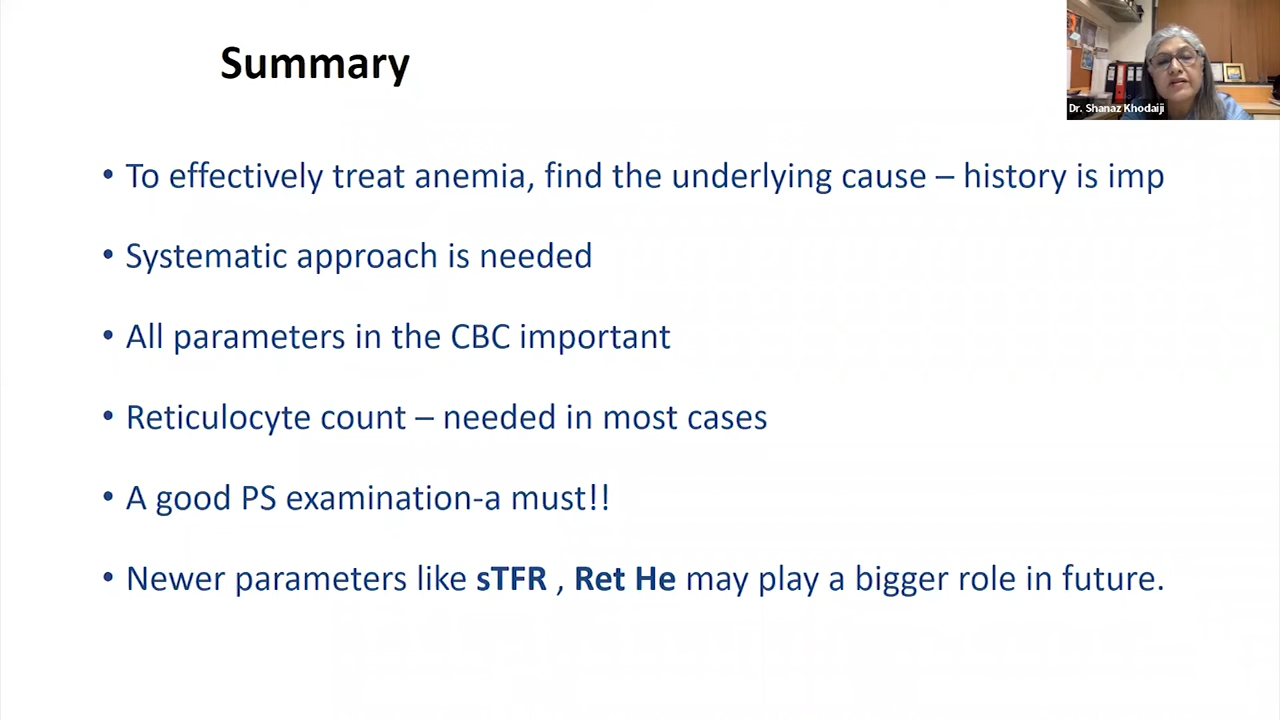 Summary
Dr. Shanaz Khodaiji
• To effectively treat anemia, find the underlying cause – history is imp
• Systematic approach is needed
• All parameters in the CBC important
• Reticulocyte count – needed in most cases
• A good PS examination-a must!!
• Newer parameters like sTFR , Ret He may play a bigger role in future.